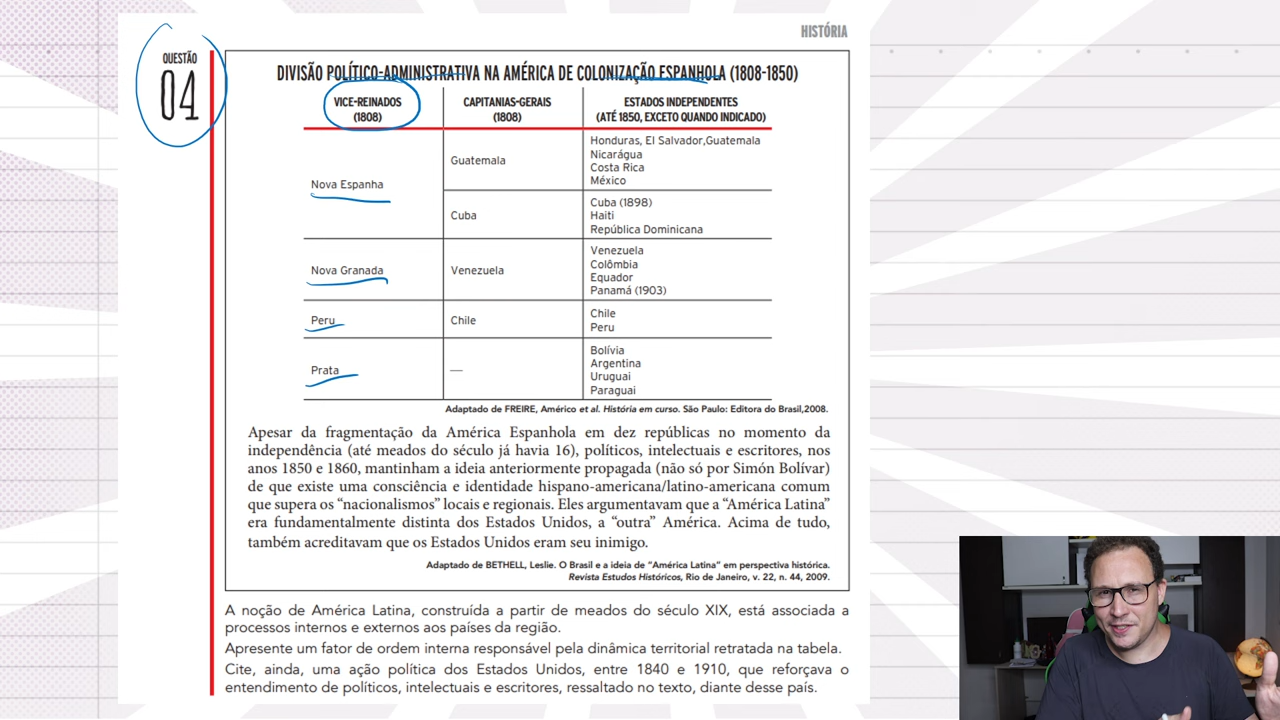 HISTÓRIA
QUESTÃO
04
DIVISÃO POLÍTICO-ADMINISTRATIVA NA AMÉRICA DE COLONIZAÇÃO ESPANHOLA (1808-1850)
VICE-REINADOS
(1808)
CAPITANIAS-GERAIS
(1808)
ESTADOS INDEPENDENTES
(ATÉ 1850, EXCETO QUANDO INDICADO)
Nova Espanha
Guatemala
Honduras, El Salvador,Guatemala
Nicarágua
Costa Rica
México
Cuba
Cuba (1898)
Haiti
República Dominicana
Nova Granada
Venezuela
Venezuela
Colômbia
Equador
Panamá (1903)
Peru
Chile
Chile
Peru
Prata
—
Bolívia
Argentina
Uruguai
Paraguai
Adaptado de FREIRE, Américo et al. História em curso. São Paulo: Editora do Brasil,2008.
Apesar da fragmentação da América Espanhola em dez repúblicas no momento da
independência (até meados do século já havia 16), políticos, intelectuais e escritores, nos
anos 1850 e 1860, mantinham a ideia anteriormente propagada (não só por Simón Bolívar)
de que existe uma consciência e identidade hispano-americana/latino-americana comum
que supera os “nacionalismos” locais e regionais. Eles argumentavam que a “América Latina”
era fundamentalmente distinta dos Estados Unidos, a “outra” América. Acima de tudo,
também acreditavam que os Estados Unidos eram seu inimigo.
Adaptado de BETHELL, Leslie. O Brasil e a ideia de “América Latina” em perspectiva histórica.
Revista Estudos Históricos, Rio de Janeiro, v. 22, n. 44, 2009.
A noção de América Latina, construída a partir de meados do século XIX, está associada a
processos internos e externos aos países da região.
Apresente um fator de ordem interna responsável pela dinâmica territorial retratada na tabela.
Cite, ainda, uma ação política dos Estados Unidos, entre 1840 e 1910, que reforçava o
entendimento de políticos, intelectuais e escritores, ressaltado no texto, diante desse país.